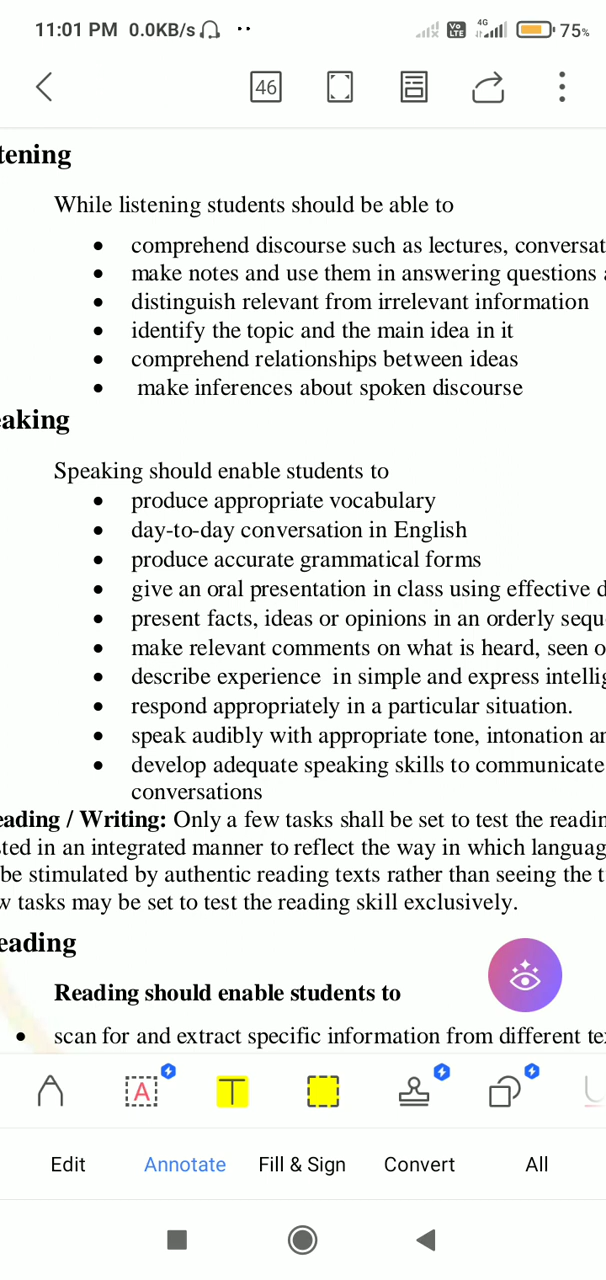 11:01 PM 0.0KB/s ·· Vo LTE 4G 75%
46
tening
While listening students should be able to
• comprehend discourse such as lectures, conversat
• make notes and use them in answering questions
• distinguish relevant from irrelevant information
• identify the topic and the main idea in it
• comprehend relationships between ideas
• make inferences about spoken discourse
eaking
Speaking should enable students to
• produce appropriate vocabulary
• day-to-day conversation in English
• produce accurate grammatical forms
• give an oral presentation in class using effective d
• present facts, ideas or opinions in an orderly sequ
• make relevant comments on what is heard, seen o
• describe experience in simple and express intellig
• respond appropriately in a particular situation.
• speak audibly with appropriate tone, intonation an
• develop adequate speaking skills to communicate
conversations
eading / Writing: Only a few tasks shall be set to test the readin
sted in an integrated manner to reflect the way in which languag
be stimulated by authentic reading texts rather than seeing the t
w tasks may be set to test the reading skill exclusively.
eading
Reading should enable students to
• scan for and extract specific information from different te
A T
Edit Annotate Fill & Sign Convert All